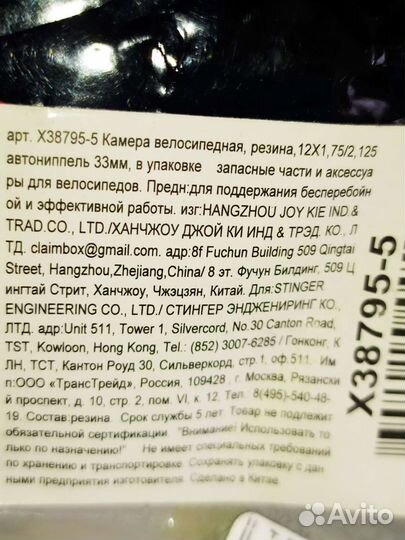 арт. X38795-5 Камера велосипедная, резина,12X1,75/2,125
автониппель 33мм, в упаковке запасные части и аксессуа
ры для велосипедов. Предн:для поддержания бесперебойн
ой и эффективной работы. изг:HANGZHOU JOY KIE IND &
TRAD.CO., LTD./ХАНЧЖОУ ДЖОЙ КИ ИНД & ТРЭД. КО., Л
ТД. claimbox@gmail.com. адр:8f Fuchun Building 509 Qingtai
Street, Hangzhou,Zhejiang,China/ 8 эт. Фучун Билдинг, 509 Ц
ингтай Стрит, Ханчжоу, Чжэцзян, Китай. Для:STINGER
ENGINEERING CO., LTD./ СТИНГЕР ЭНДЖЕНИРИНГ КО.,
ЛТД. адр:Unit 511, Tower 1, Silvercord, No.30 Canton Road,
TST, Kowloon, Hong Kong, Tel.: (852) 3007-6285 / Гонконг, К
ЛН, ТСТ, Кантон Роуд 30, Сильверкорд, стр.1, оф.511.
Им:ООО «ТрансТрейд», Россия, 109428 , г. Москва, Рязански
й проспект, д. 10, стр. 2, пом. VI, к. 12. Тел: 8(495)-540-48-
19. Состав:резина. Срок службы 5 лет Товар не подлежит
обязательной сертификации "Внимание! Использовать то
лько по назначению!" Не имеет специальных требований
по хранению и транспортировке. Сохранять упаковку с дан
ными предприятия изготовителя. Сделано в Китае.
X38795-5
Avito